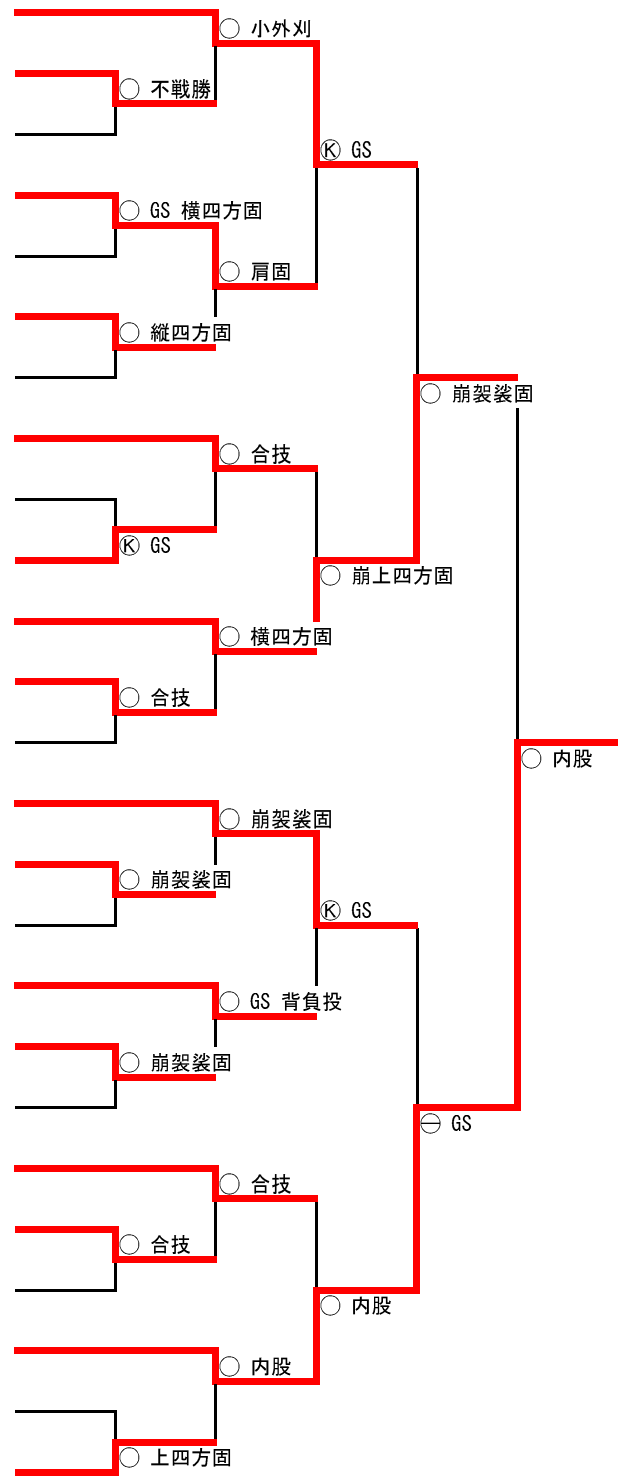 ○ 小外刈
○ 不戦勝
Ⓚ GS
○ GS 横四方固
○ 肩固
○ 縦四方固
○ 崩袈裟固
○ 合技
Ⓚ GS
○ 崩上四方固
○ 横四方固
○ 合技
○ 内股
○ 崩袈裟固
○ 崩袈裟固
Ⓚ GS
○ GS 背負投
○ 崩袈裟固
⊖ GS
○ 合技
○ 合技
○ 内股
○ 内股
○ 上四方固